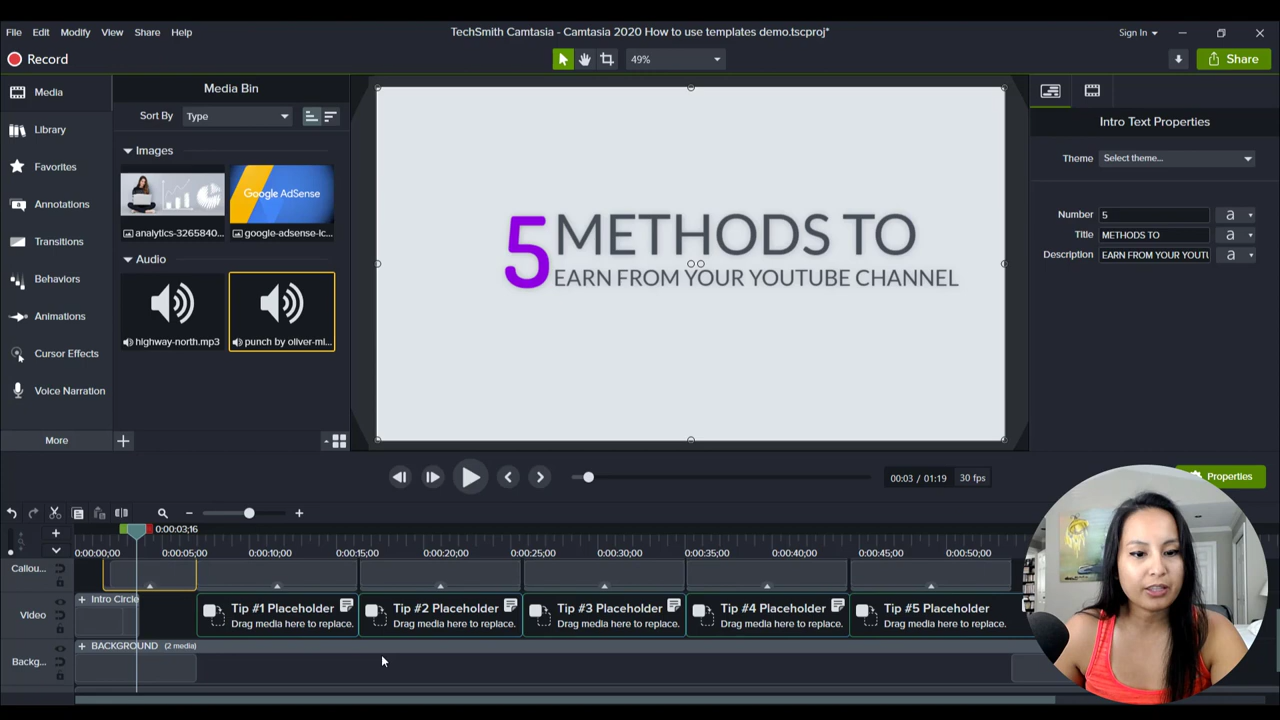 File Edit Modify View Share Help
TechSmith Camtasia - Camtasia 2020 How to use templates demo.tscproj*
Sign In
Record
49%
Share
Media
Library
Favorites
Annotations
Transitions
Behaviors
Animations
Cursor Effects
Voice Narration
More
Media Bin
Sort By Type
Images
Google AdSense
analytics-3265840... google-adsense-lc...
Audio
highway-north.mp3 punch by oliver-mi...
5 METHODS TO
EARN FROM YOUR YOUTUBE CHANNEL
Intro Text Properties
Theme Select theme...
Number 5 a
Title METHODS TO a
Description EARN FROM YOUR YOUTU a
00:03 / 01:19 30 fps
Properties
0:00:03;16
0:00:00;00 0:00:05;00 0:00:10;00 0:00:15;00 0:00:20;00 0:00:25;00 0:00:30;00 0:00:35;00 0:00:40;00 0:00:45;00 0:00:50;00
Callou...
Video
+ Intro Circle
Tip #1 Placeholder Tip #2 Placeholder Tip #3 Placeholder Tip #4 Placeholder Tip #5 Placeholder
Drag media here to replace. Drag media here to replace. Drag media here to replace. Drag media here to replace. Drag media here to replace.
Backg...
+ BACKGROUND (2 media)